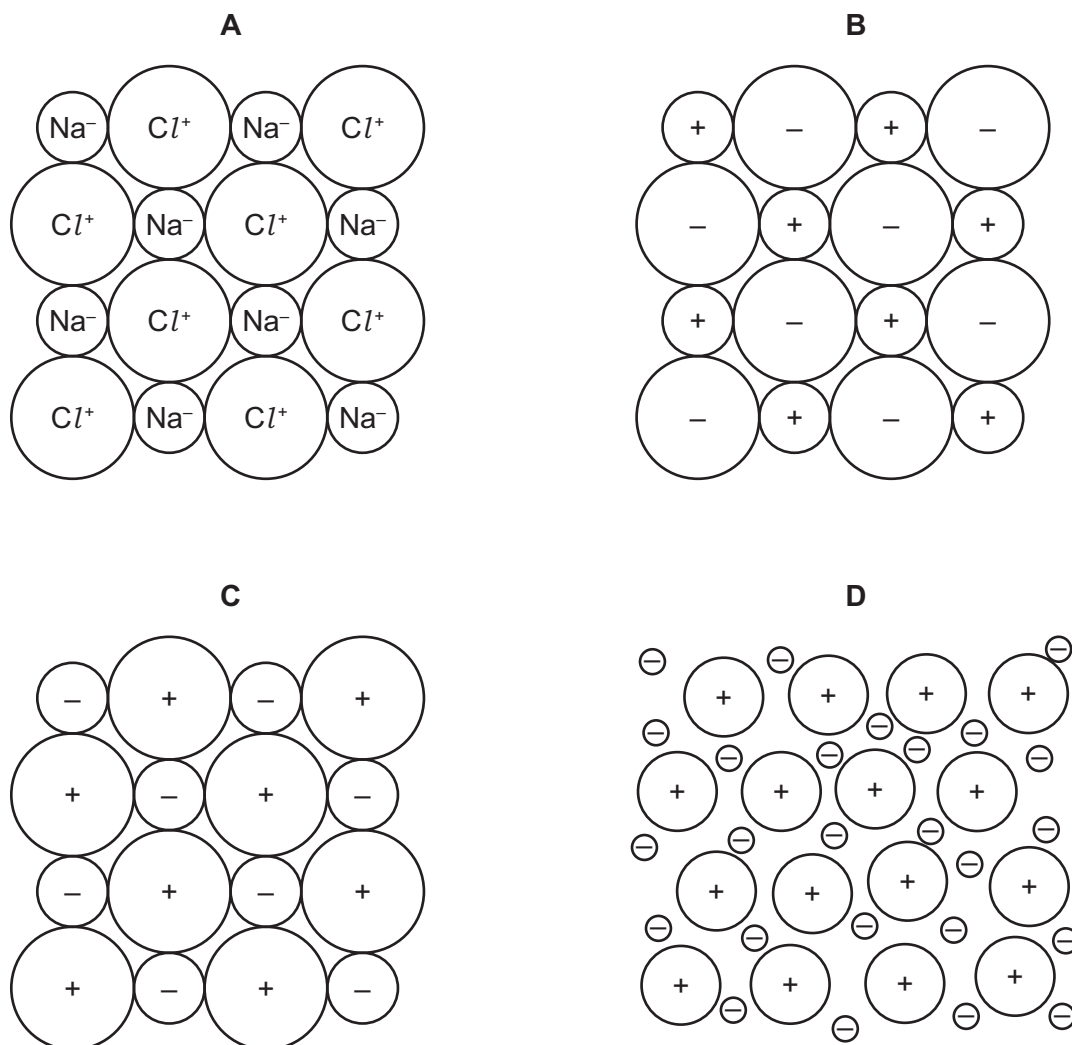 A B
Na⁻ Cl⁺ Na⁻ Cl⁺ + – + –
Cl⁺ Na⁻ Cl⁺ Na⁻ – + – +
Na⁻ Cl⁺ Na⁻ Cl⁺ + – + –
Cl⁺ Na⁻ Cl⁺ Na⁻ – + – +
C D
– + – + + + + +
+ – + – + + + +
– + – + + + + +
+ – + – + + + +